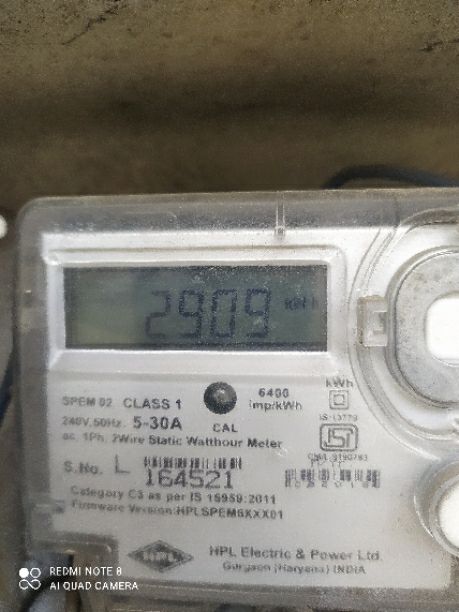 2909 kWh
SPEM 02 CLASS 1
6400
imp/kWh
kWh
240V, 50Hz. 5-30A
CAL
IS-13779
ac, 1Ph, 2Wire Static Watthour Meter
S.No. L 164521
Category C3 as per IS 15959:2011
Firmware Version:HPLSPEM6XXX01
HPL
HPL Electric & Power Ltd.
Gurgaon (Haryana) INDIA
REDMI NOTE 8
AI QUAD CAMERA